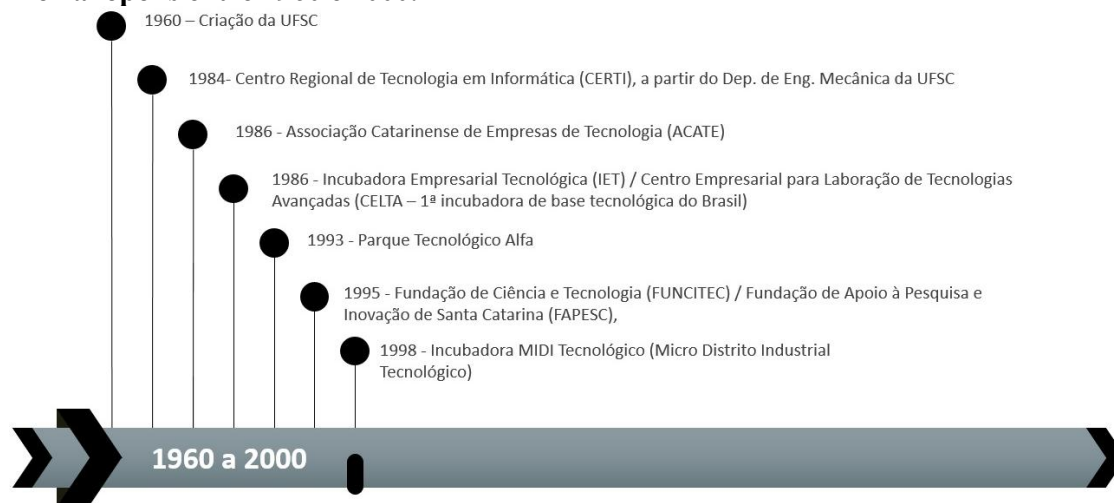 1960 – Criação da UFSC
1984- Centro Regional de Tecnologia em Informática (CERTI), a partir do Dep. de Eng. Mecânica da UFSC
1986 - Associação Catarinense de Empresas de Tecnologia (ACATE)
1986 - Incubadora Empresarial Tecnológica (IET) / Centro Empresarial para Laboração de Tecnologias
Avançadas (CELTA – 1ª incubadora de base tecnológica do Brasil)
1993 - Parque Tecnológico Alfa
1995 - Fundação de Ciência e Tecnologia (FUNCITEC) / Fundação de Apoio à Pesquisa e
Inovação de Santa Catarina (FAPESC),
1998 - Incubadora MIDI Tecnológico (Micro Distrito Industrial
Tecnológico)
1960 a 2000